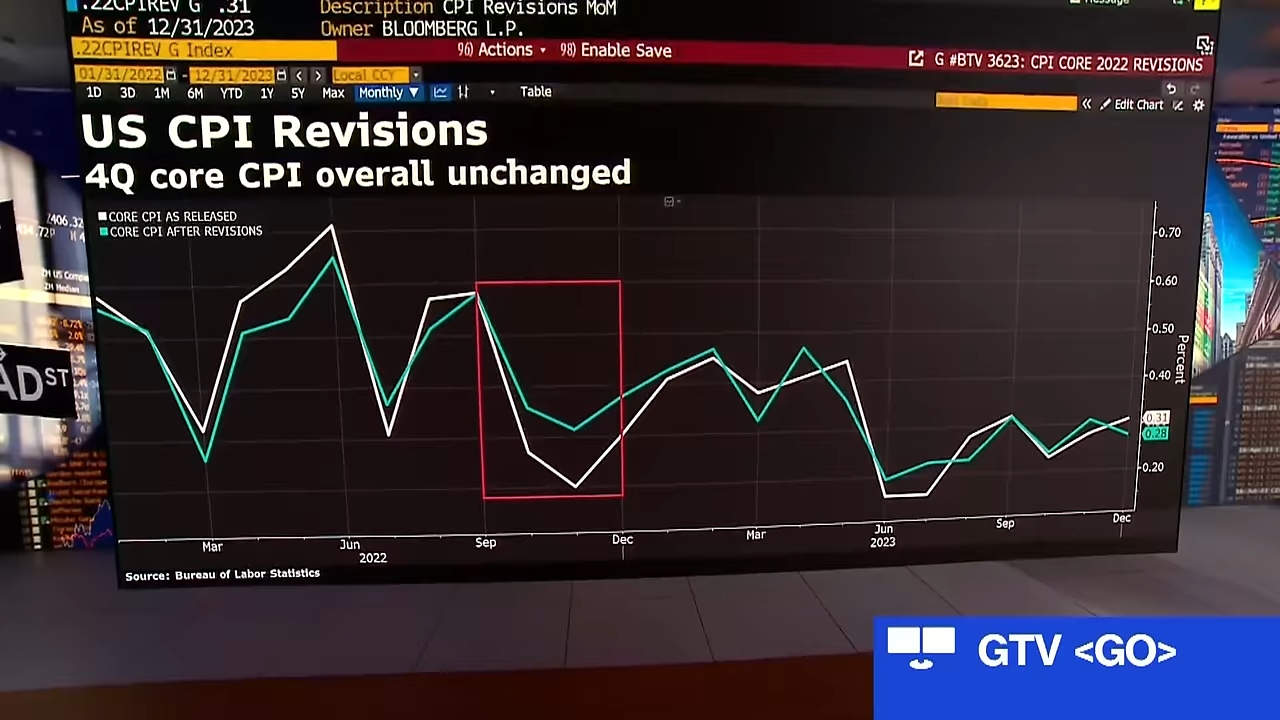 .22CPIREV G .31
Description CPI Revisions MoM
As of 12/31/2023
Owner BLOOMBERG L.P.
.22CPIREV G Index
96) Actions
98) Enable Save
G #BTV 3623: CPI CORE 2022 REVISIONS
01/31/2022 - 12/31/2023
Local CCY
1D 3D 1M 6M YTD 1Y 5Y Max Monthly ▼ Table
« Edit Chart
US CPI Revisions
4Q core CPI overall unchanged
CORE CPI AS RELEASED
CORE CPI AFTER REVISIONS
0.70
0.60
0.50
0.40
0.31
0.28
0.20
Percent
Mar Jun Sep Dec Mar Jun Sep Dec
2022 2023
Source: Bureau of Labor Statistics
AD ST
GTV <GO>